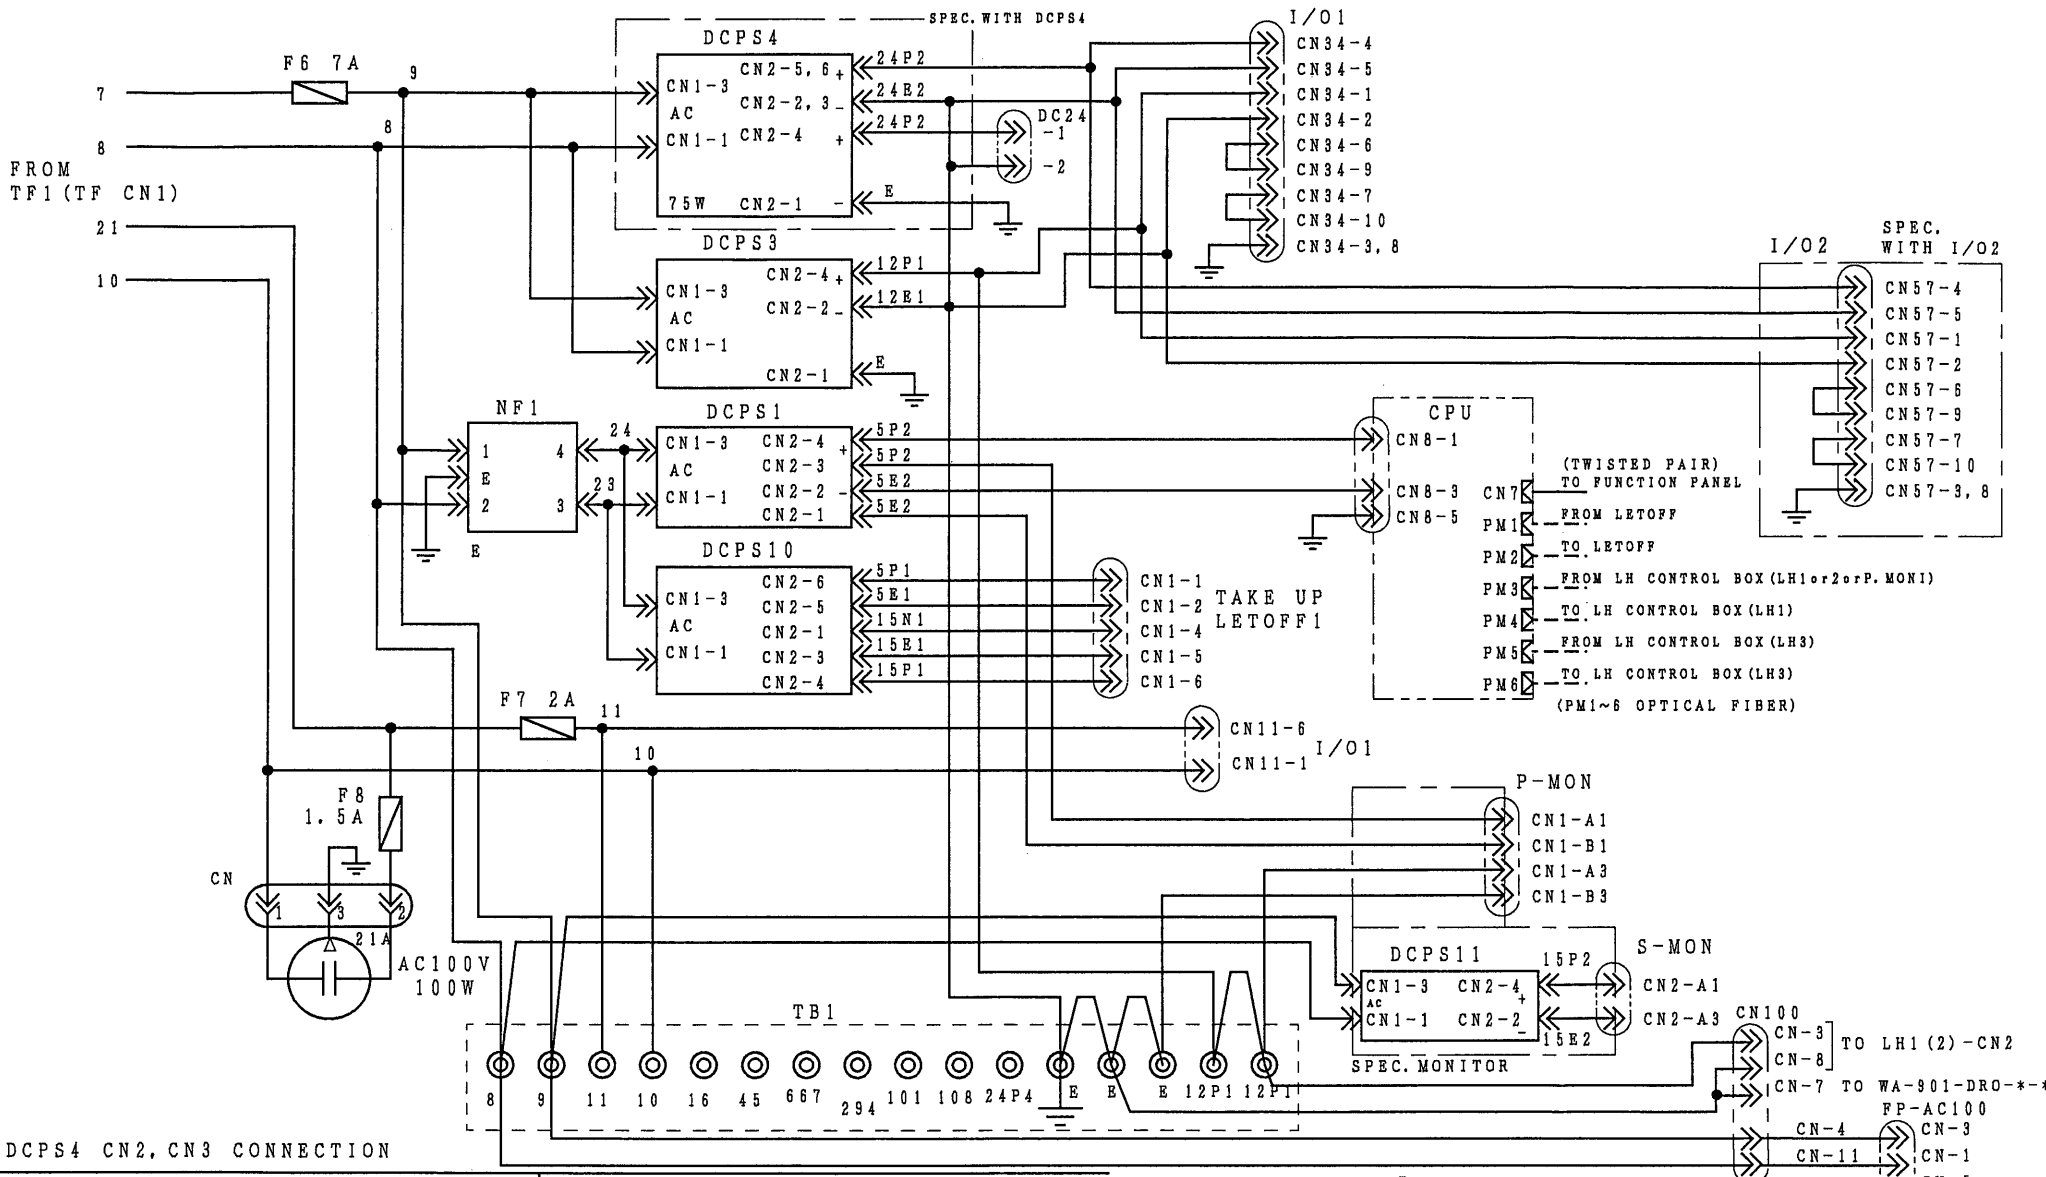 SPEC. WITH DCPS4
DCPS4
F6 7A
9
7
8
8
FROM
TF1 (TF CN1)
21
10
CN1-3
AC
CN1-1
75W
CN2-5, 6 +
CN2-2, 3 -
CN2-4 +
CN2-1 -
24P2
24E2
24P2
E
DC24
-1
-2
I/O1
CN34-4
CN34-5
CN34-1
CN34-2
CN34-6
CN34-9
CN34-7
CN34-10
CN34-3, 8
DCPS3
CN1-3
AC
CN1-1
CN2-4 +
CN2-2 -
CN2-1
12P1
12E1
E
I/O2
SPEC.
WITH I/O2
CN57-4
CN57-5
CN57-1
CN57-2
CN57-6
CN57-9
CN57-7
CN57-10
CN57-3, 8
NF1
1
E
2
4
3
E
24
23
DCPS1
CN1-3
AC
CN1-1
CN2-4 +
CN2-3
CN2-2 -
CN2-1
5P2
5P2
5E2
5E2
CPU
CN8-1
CN8-3
CN8-5
CN7
PM1
PM2
PM3
PM4
PM5
PM6
(TWISTED PAIR)
TO FUNCTION PANEL
FROM LETOFF
TO LETOFF
FROM LH CONTROL BOX (LH1or2orP. MONI)
TO LH CONTROL BOX (LH1)
FROM LH CONTROL BOX (LH3)
TO LH CONTROL BOX (LH3)
(PM1~6 OPTICAL FIBER)
DCPS10
CN1-3
AC
CN1-1
CN2-6
CN2-5
CN2-1
CN2-3
CN2-4
5P1
5E1
15N1
15E1
15P1
CN1-1
CN1-2
CN1-4
CN1-5
CN1-6
TAKE UP
LETOFF1
F7 2A
11
10
CN11-6
CN11-1
I/O1
F8
1. 5A
CN
1
3
2
21A
AC100V
100W
P-MON
CN1-A1
CN1-B1
CN1-A3
CN1-B3
S-MON
DCPS11
CN1-3
AC
CN1-1
CN2-4 +
CN2-2 -
15P2
15E2
CN2-A1
CN2-A3
SPEC. MONITOR
TB1
8
9
11
10
16
45
667
294
101
108
24P4
E
E
E
12P1
12P1
CN100
CN-3
CN-8
TO LH1 (2) -CN2
CN-7 TO WA-901-DRO-*-*
FP-AC100
CN-4
CN-3
CN-11
CN-1
DCPS4 CN2, CN3 CONNECTION